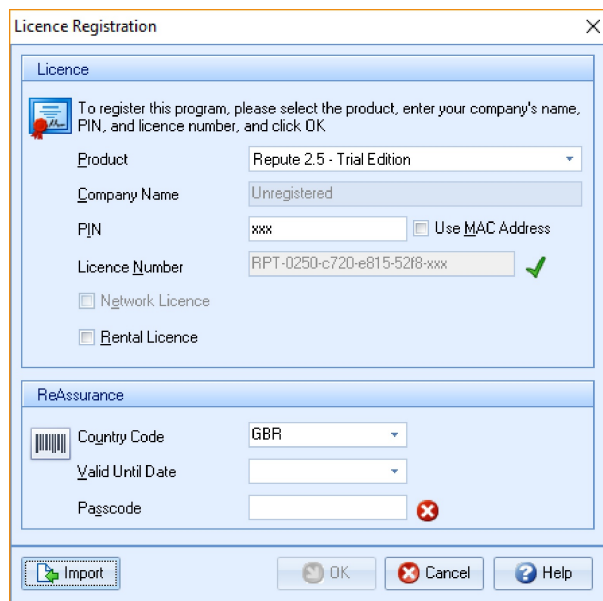 Licence Registration
Licence
To register this program, please select the product, enter your company's name,
PIN, and licence number, and click OK
Product
Repute 2.5 - Trial Edition
Company Name
Unregistered
PIN
xxx
Use MAC Address
Licence Number
RPT-0250-c720-e815-52f8-xxx
Network Licence
Rental Licence
ReAssurance
Country Code
GBR
Valid Until Date
Passcode
Import
OK
Cancel
Help